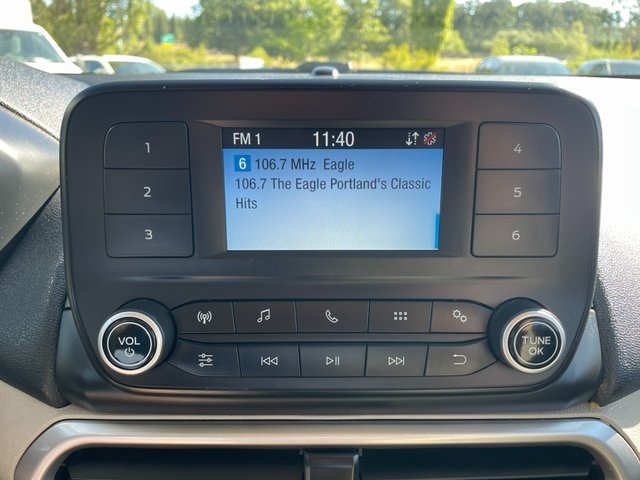 FM 1 11:40
6 106.7 MHz Eagle
106.7 The Eagle Portland's Classic
Hits
1
2
3
4
5
6
VOL
TUNE
OK